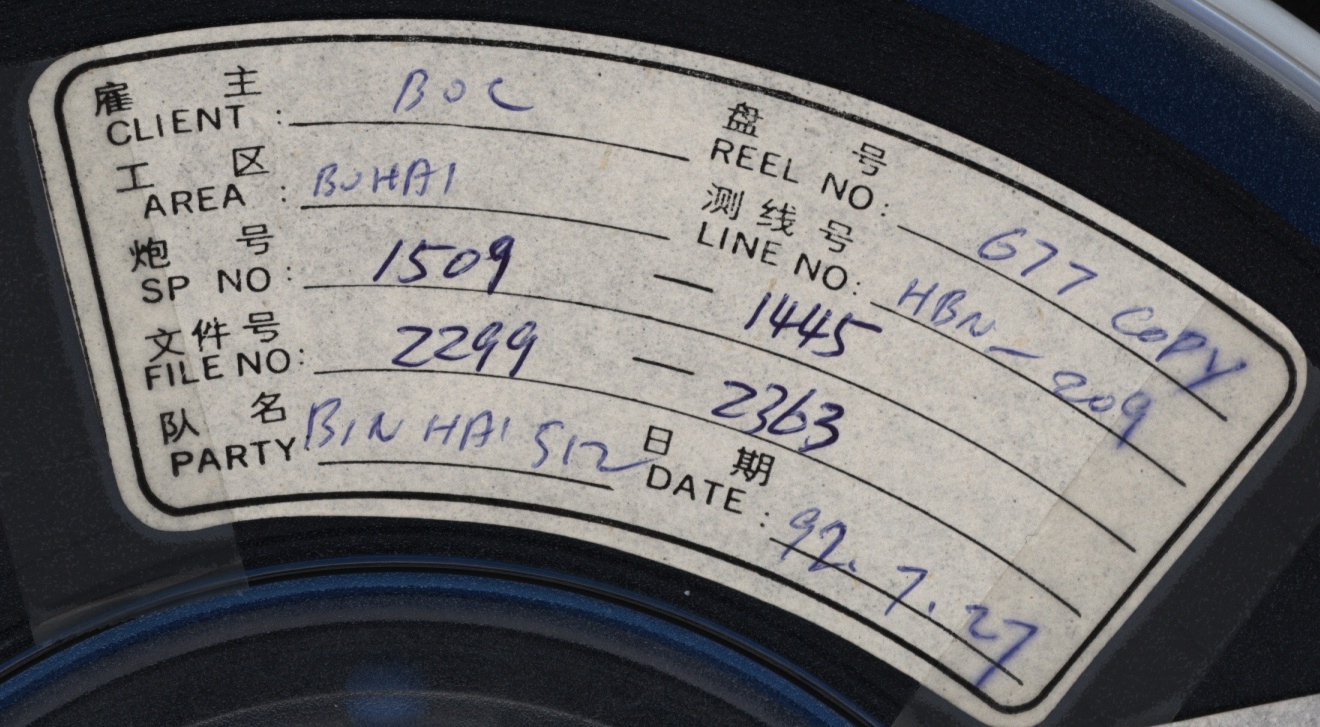 雇主
CLIENT : BOC
盘号
REEL NO: 677 COPY
工区
AREA : BOHAI
测线号
LINE NO: HBN-209
炮号
SP NO : 1509 — 1445
文件号
FILE NO: 2299 — 2363
队名
PARTY BIN HAI 512
日期
DATE : 92.7.27